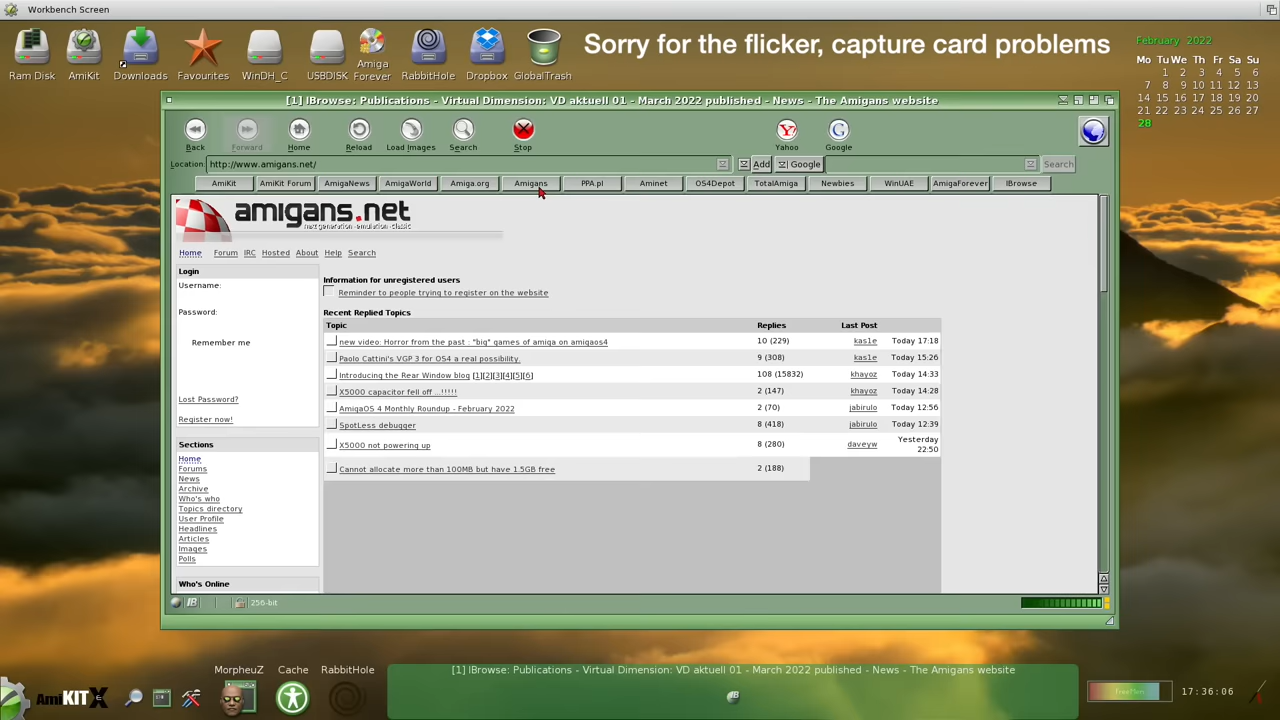 Workbench Screen
Ram Disk
AmiKit
Downloads
Favourites
WinDH_C
USBDISK
Amiga
Forever
RabbitHole
Dropbox
GlobalTrash
Sorry for the flicker, capture card problems
February 2022
Mo Tu We Th Fr Sa Su
1 2 3 4 5 6
7 8 9 10 11 12 13
14 15 16 17 18 19 20
21 22 23 24 25 26 27
28
[1] IBrowse: Publications - Virtual Dimension: VD aktuell 01 - March 2022 published - News - The Amigans website
Back
Forward
Home
Reload
Load Images
Search
Stop
Yahoo
Google
Location: http://www.amigans.net/
Add
Google
Search
AmiKit
AmiKit Forum
AmigaNews
AmigaWorld
Amiga.org
Amigans
PPA.pl
Aminet
OS4Depot
TotalAmiga
Newbies
WinUAE
AmigaForever
IBrowse
amigans.net
next generation · emulation · classic
Home Forum IRC Hosted About Help Search
Login
Username:
Password:
Remember me
Lost Password?
Register now!
Sections
Home
Forums
News
Archive
Who's who
Topics directory
User Profile
Headlines
Articles
Images
Polls
Who's Online
Information for unregistered users
Reminder to people trying to register on the website
Recent Replied Topics
Topic Replies Last Post
new video: Horror from the past : "big" games of amiga on amigaos4 10 (229) kas1e Today 17:18
Paolo Cattini's VGP 3 for OS4 a real possibility. 9 (308) kas1e Today 15:26
Introducing the Rear Window blog [1][2][3][4][5][6] 108 (15832) khayoz Today 14:33
X5000 capacitor fell off ...!!!!! 2 (147) khayoz Today 14:28
AmigaOS 4 Monthly Roundup - February 2022 2 (70) jabirulo Today 12:56
SpotLess debugger 8 (418) jabirulo Today 12:39
X5000 not powering up 8 (280) daveyw Yesterday
22:50
Cannot allocate more than 100MB but have 1.5GB free 2 (188)
IB
256-bit
MorpheuZ
Cache
RabbitHole
[1] IBrowse: Publications - Virtual Dimension: VD aktuell 01 - March 2022 published - News - The Amigans website
AmiKIT X
FreeMem
17:36:06